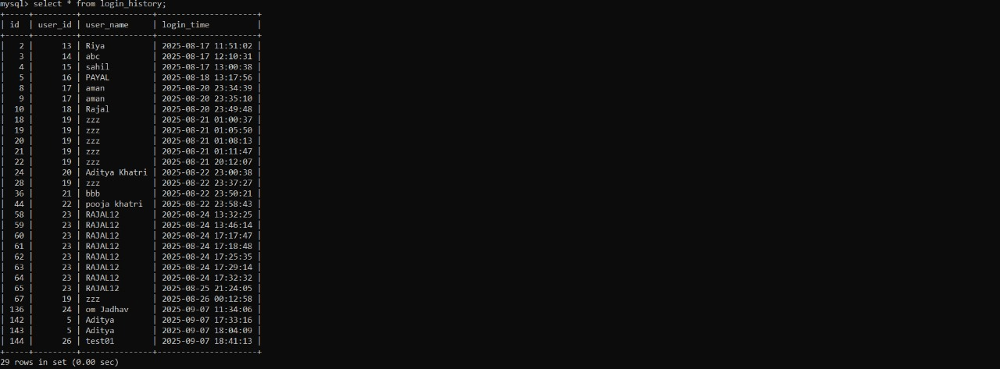 mysql> select * from login_history;
+-----+---------+---------------+---------------------+
| id  | user_id | user_name     | login_time          |
+-----+---------+---------------+---------------------+
|   2 |      13 | Riya          | 2025-08-17 11:51:02 |
|   3 |      14 | abc           | 2025-08-17 12:10:31 |
|   4 |      15 | sahil         | 2025-08-17 13:00:38 |
|   5 |      16 | PAYAL         | 2025-08-18 13:17:56 |
|   8 |      17 | aman          | 2025-08-20 23:34:39 |
|   9 |      17 | aman          | 2025-08-20 23:35:10 |
|  10 |      18 | Rajal         | 2025-08-20 23:49:48 |
|  18 |      19 | zzz           | 2025-08-21 01:00:37 |
|  19 |      19 | zzz           | 2025-08-21 01:05:50 |
|  20 |      19 | zzz           | 2025-08-21 01:08:13 |
|  21 |      19 | zzz           | 2025-08-21 01:11:47 |
|  22 |      19 | zzz           | 2025-08-21 20:12:07 |
|  24 |      20 | Aditya Khatri | 2025-08-22 23:00:38 |
|  28 |      19 | zzz           | 2025-08-22 23:37:27 |
|  36 |      21 | bbb           | 2025-08-22 23:50:21 |
|  44 |      22 | pooja khatri  | 2025-08-22 23:58:43 |
|  58 |      23 | RAJAL12       | 2025-08-24 13:32:25 |
|  59 |      23 | RAJAL12       | 2025-08-24 13:46:14 |
|  60 |      23 | RAJAL12       | 2025-08-24 17:17:47 |
|  61 |      23 | RAJAL12       | 2025-08-24 17:18:48 |
|  62 |      23 | RAJAL12       | 2025-08-24 17:25:35 |
|  63 |      23 | RAJAL12       | 2025-08-24 17:29:14 |
|  64 |      23 | RAJAL12       | 2025-08-24 17:32:32 |
|  65 |      23 | RAJAL12       | 2025-08-25 21:24:05 |
|  67 |      19 | zzz           | 2025-08-26 00:12:58 |
| 136 |      24 | om Jadhav     | 2025-09-07 11:34:06 |
| 142 |       5 | Aditya        | 2025-09-07 17:33:16 |
| 143 |       5 | Aditya        | 2025-09-07 18:04:09 |
| 144 |      26 | test01        | 2025-09-07 18:41:13 |
+-----+---------+---------------+---------------------+
29 rows in set (0.00 sec)